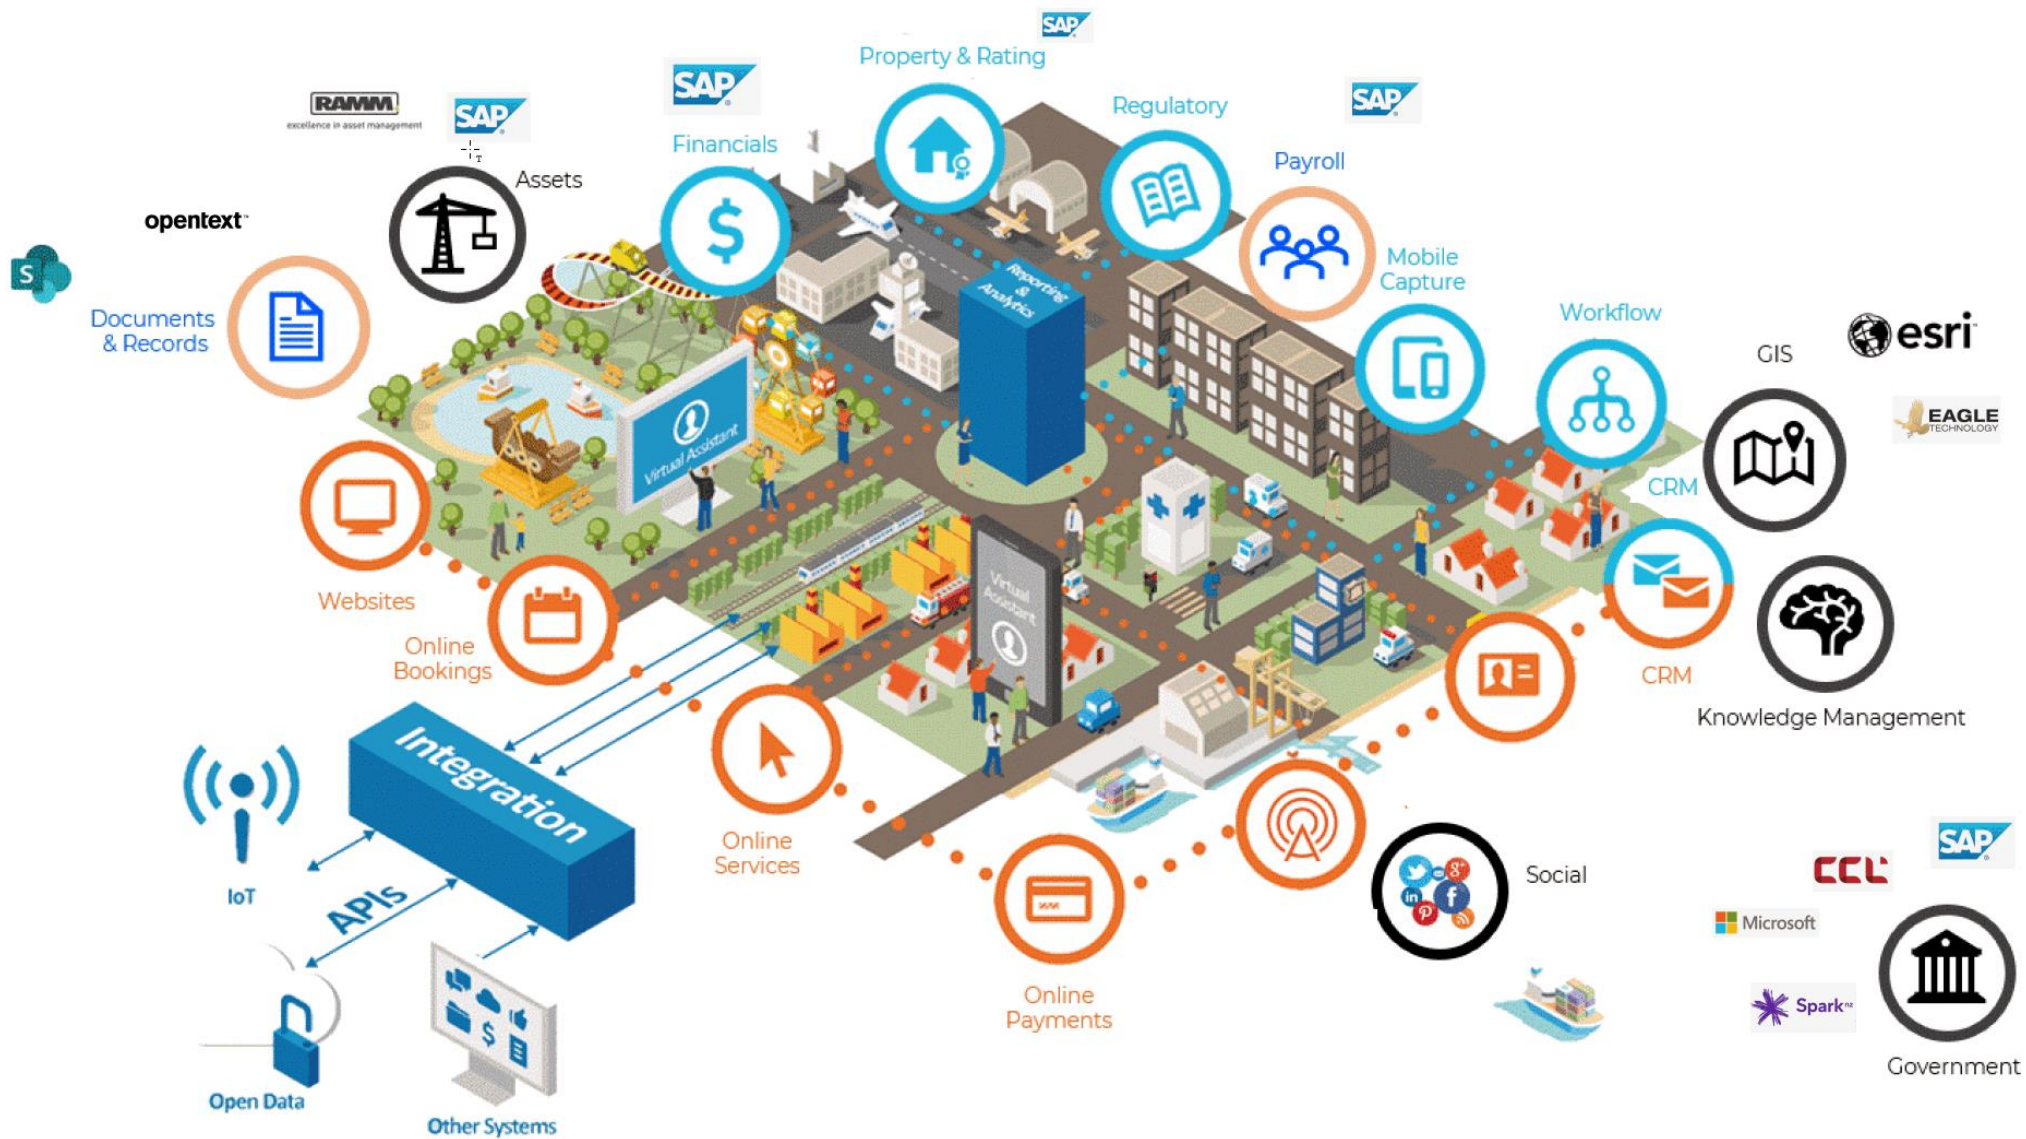 SAP
Property & Rating
RAMM
excellence in asset management
SAP
SAP
Financials
Regulatory
SAP
Payroll
Assets
opentext™
S
Documents
& Records
Mobile
Capture
Workflow
esri
GIS
EAGLE
TECHNOLOGY
Reporting
&
Analytics
Virtual Assistant
CRM
Websites
Online
Bookings
Virtual
Assistant
CRM
Knowledge Management
Integration
IoT
APIs
Online
Services
Social
SAP
CCL
Microsoft
Spark nz
Online
Payments
Government
Open Data
Other Systems